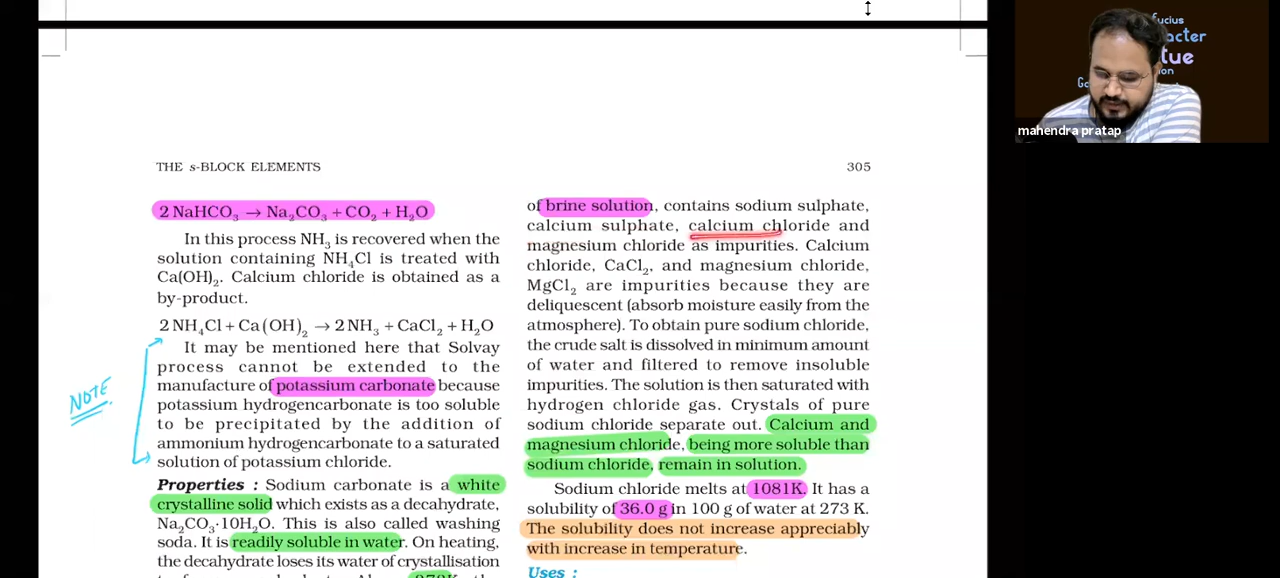 THE s-BLOCK ELEMENTS
305
2 NaHCO₃ → Na₂CO₃ + CO₂ + H₂O
In this process NH₃ is recovered when the
solution containing NH₄Cl is treated with
Ca(OH)₂. Calcium chloride is obtained as a
by-product.
2 NH₄Cl + Ca (OH)₂ → 2 NH₃ + CaCl₂ + H₂O
It may be mentioned here that Solvay
process cannot be extended to the
manufacture of potassium carbonate because
potassium hydrogencarbonate is too soluble
to be precipitated by the addition of
ammonium hydrogencarbonate to a saturated
solution of potassium chloride.
NOTE
Properties : Sodium carbonate is a white
crystalline solid which exists as a decahydrate,
Na₂CO₃·10H₂O. This is also called washing
soda. It is readily soluble in water. On heating,
the decahydrate loses its water of crystallisation
of brine solution, contains sodium sulphate,
calcium sulphate, calcium chloride and
magnesium chloride as impurities. Calcium
chloride, CaCl₂, and magnesium chloride,
MgCl₂ are impurities because they are
deliquescent (absorb moisture easily from the
atmosphere). To obtain pure sodium chloride,
the crude salt is dissolved in minimum amount
of water and filtered to remove insoluble
impurities. The solution is then saturated with
hydrogen chloride gas. Crystals of pure
sodium chloride separate out. Calcium and
magnesium chloride, being more soluble than
sodium chloride, remain in solution.
Sodium chloride melts at 1081K. It has a
solubility of 36.0 g in 100 g of water at 273 K.
The solubility does not increase appreciably
with increase in temperature.
Uses :
fucius
acter
tue
ion
mahendra pratap